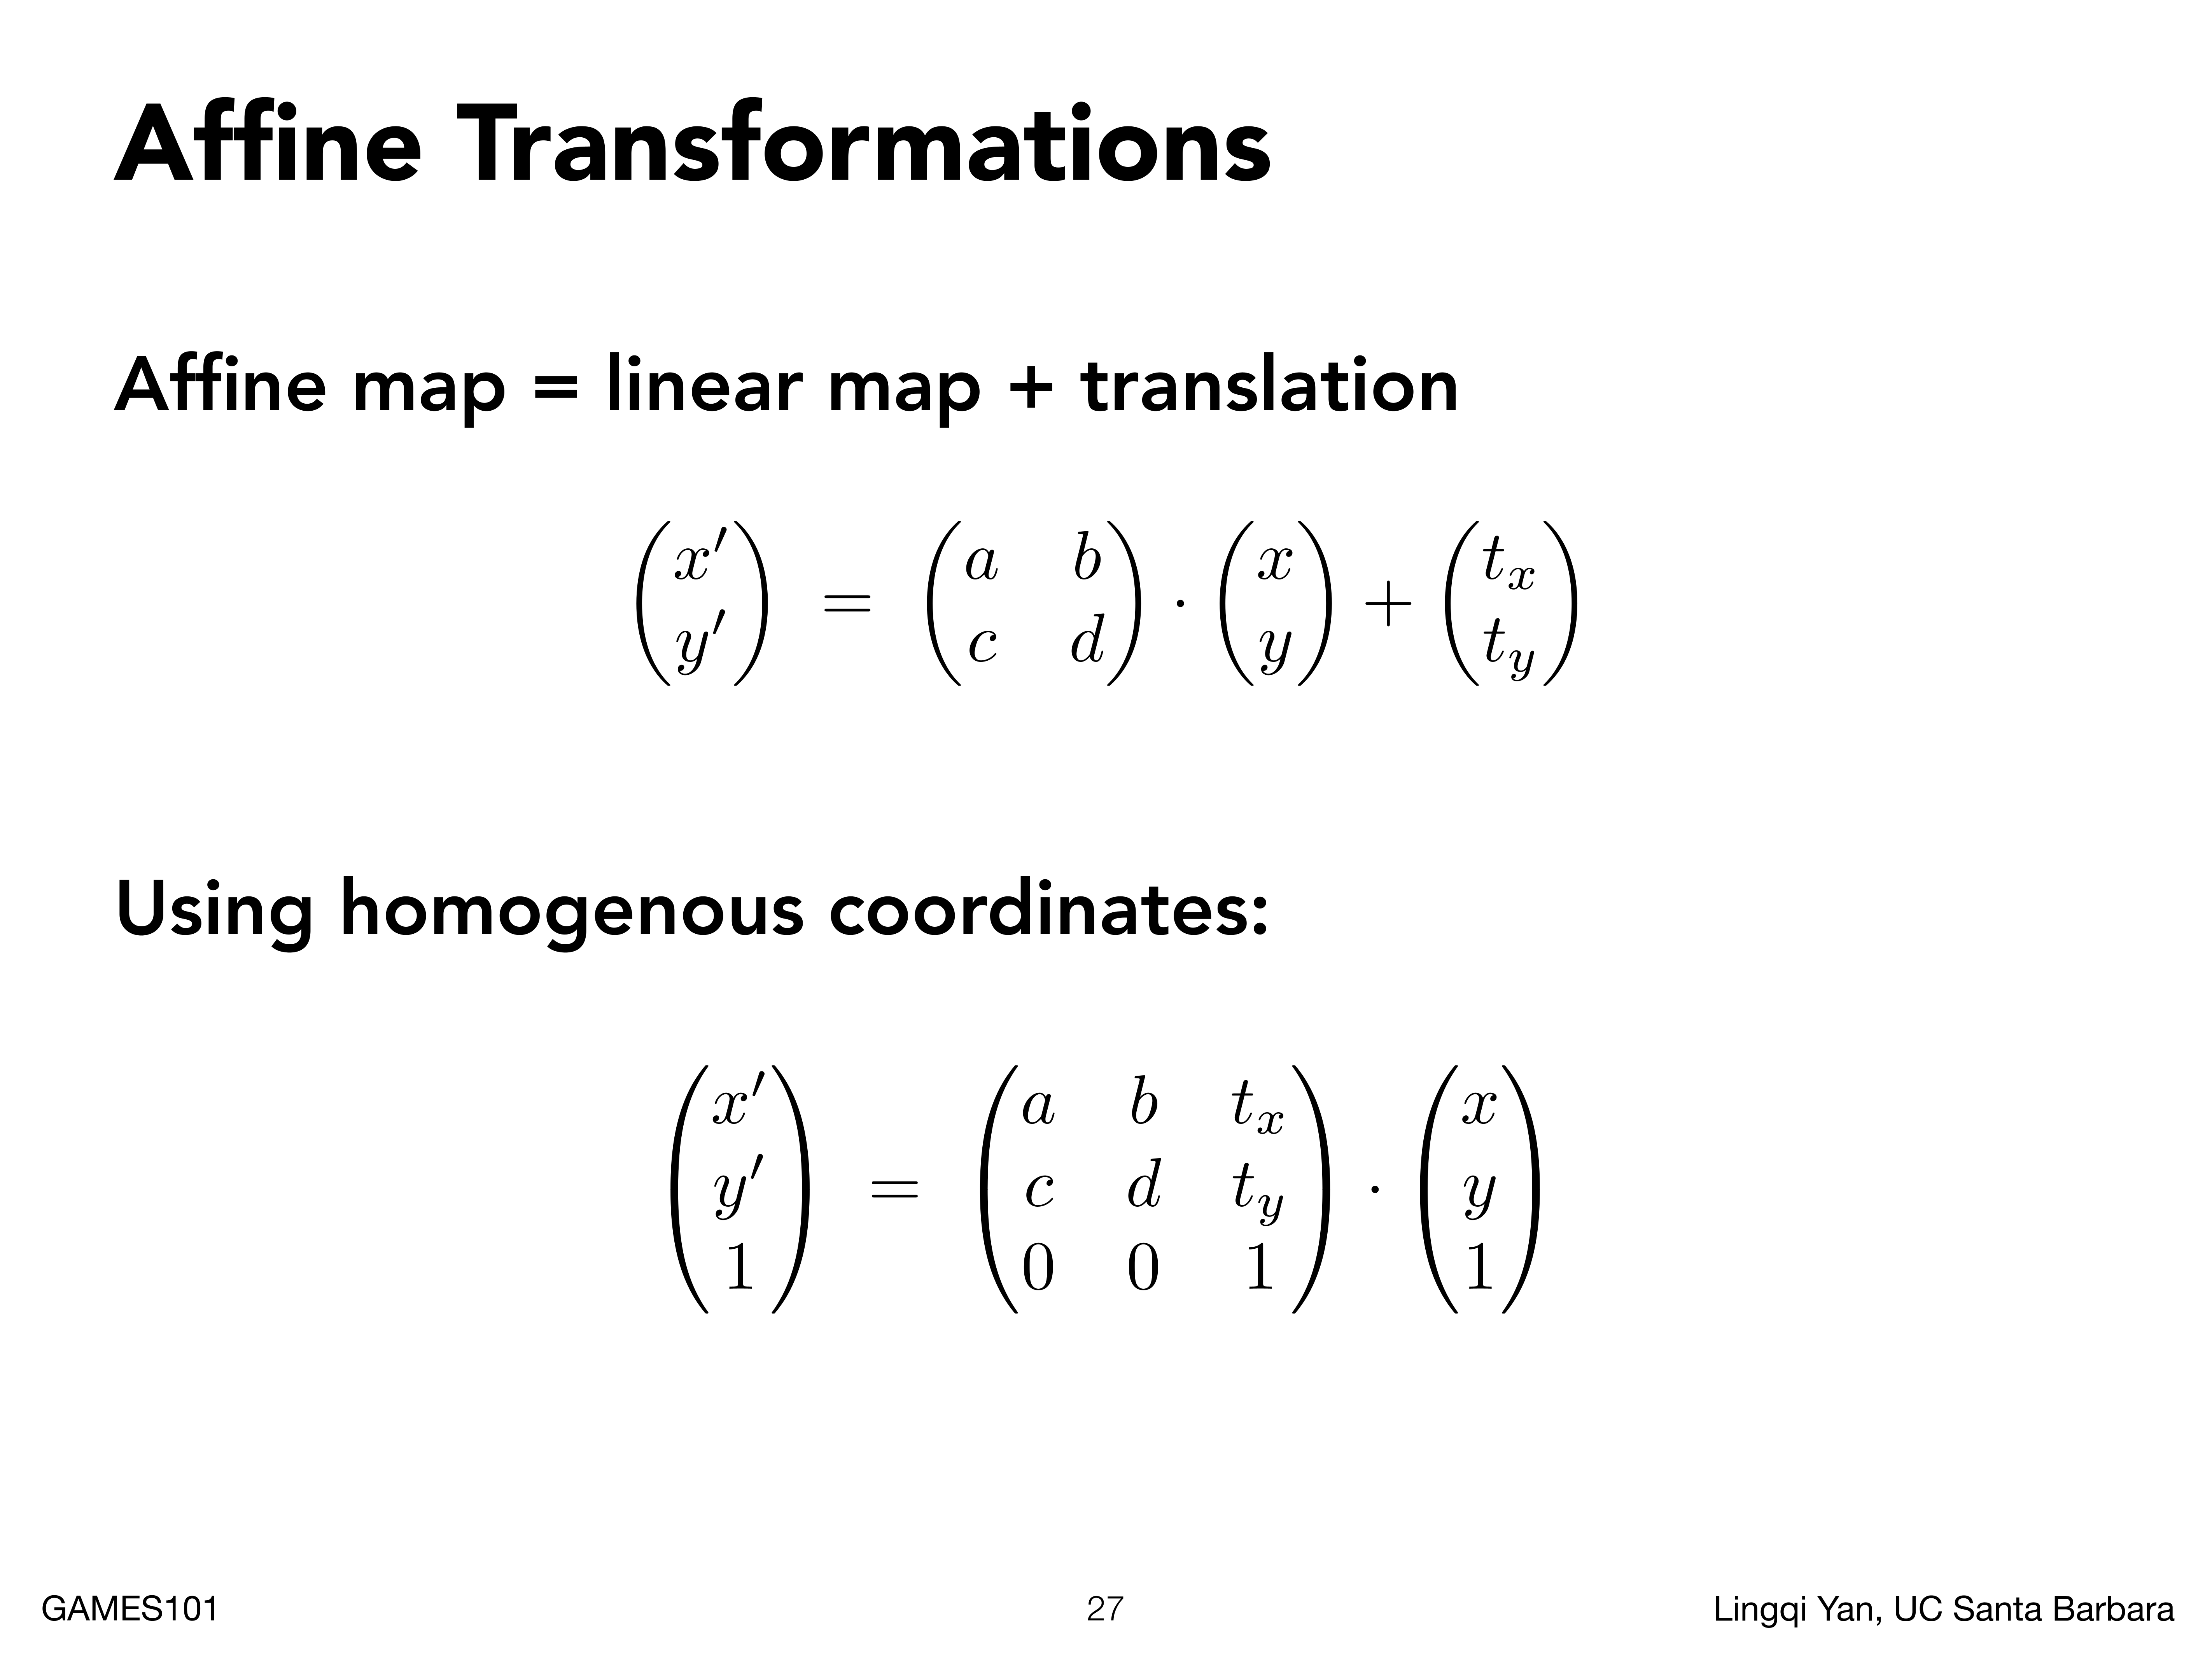 Affine Transformations
Affine map = linear map + translation
$$\begin{pmatrix} x' \\ y' \end{pmatrix} = \begin{pmatrix} a & b \\ c & d \end{pmatrix} \cdot \begin{pmatrix} x \\ y \end{pmatrix} + \begin{pmatrix} t_x \\ t_y \end{pmatrix}$$
Using homogenous coordinates:
$$\begin{pmatrix} x' \\ y' \\ 1 \end{pmatrix} = \begin{pmatrix} a & b & t_x \\ c & d & t_y \\ 0 & 0 & 1 \end{pmatrix} \cdot \begin{pmatrix} x \\ y \\ 1 \end{pmatrix}$$
GAMES101
27
Lingqi Yan, UC Santa Barbara